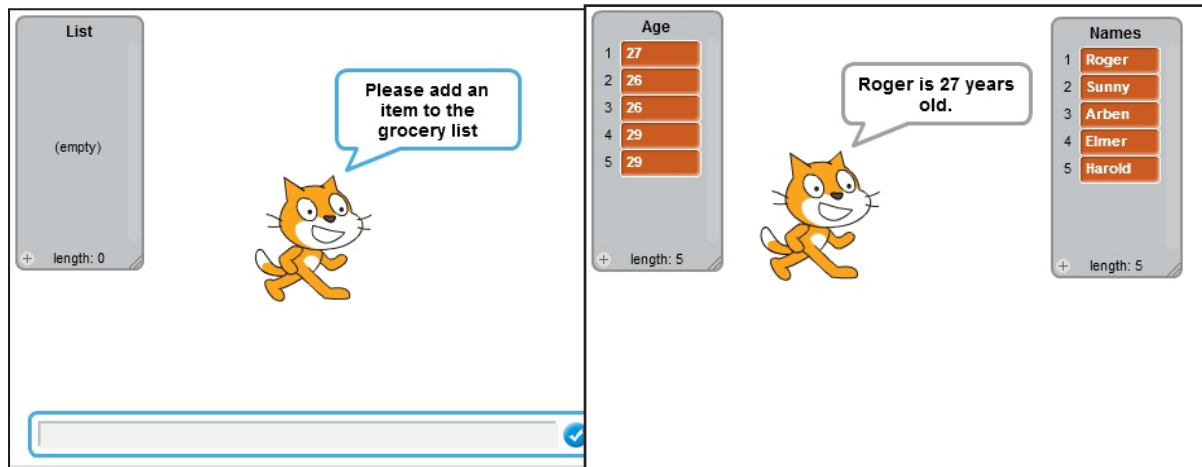 List
(empty)
+ length: 0
Please add an
item to the
grocery list
Age
1 27
2 26
3 26
4 29
5 29
+ length: 5
Roger is 27 years
old.
Names
1 Roger
2 Sunny
3 Arben
4 Elmer
5 Harold
+ length: 5